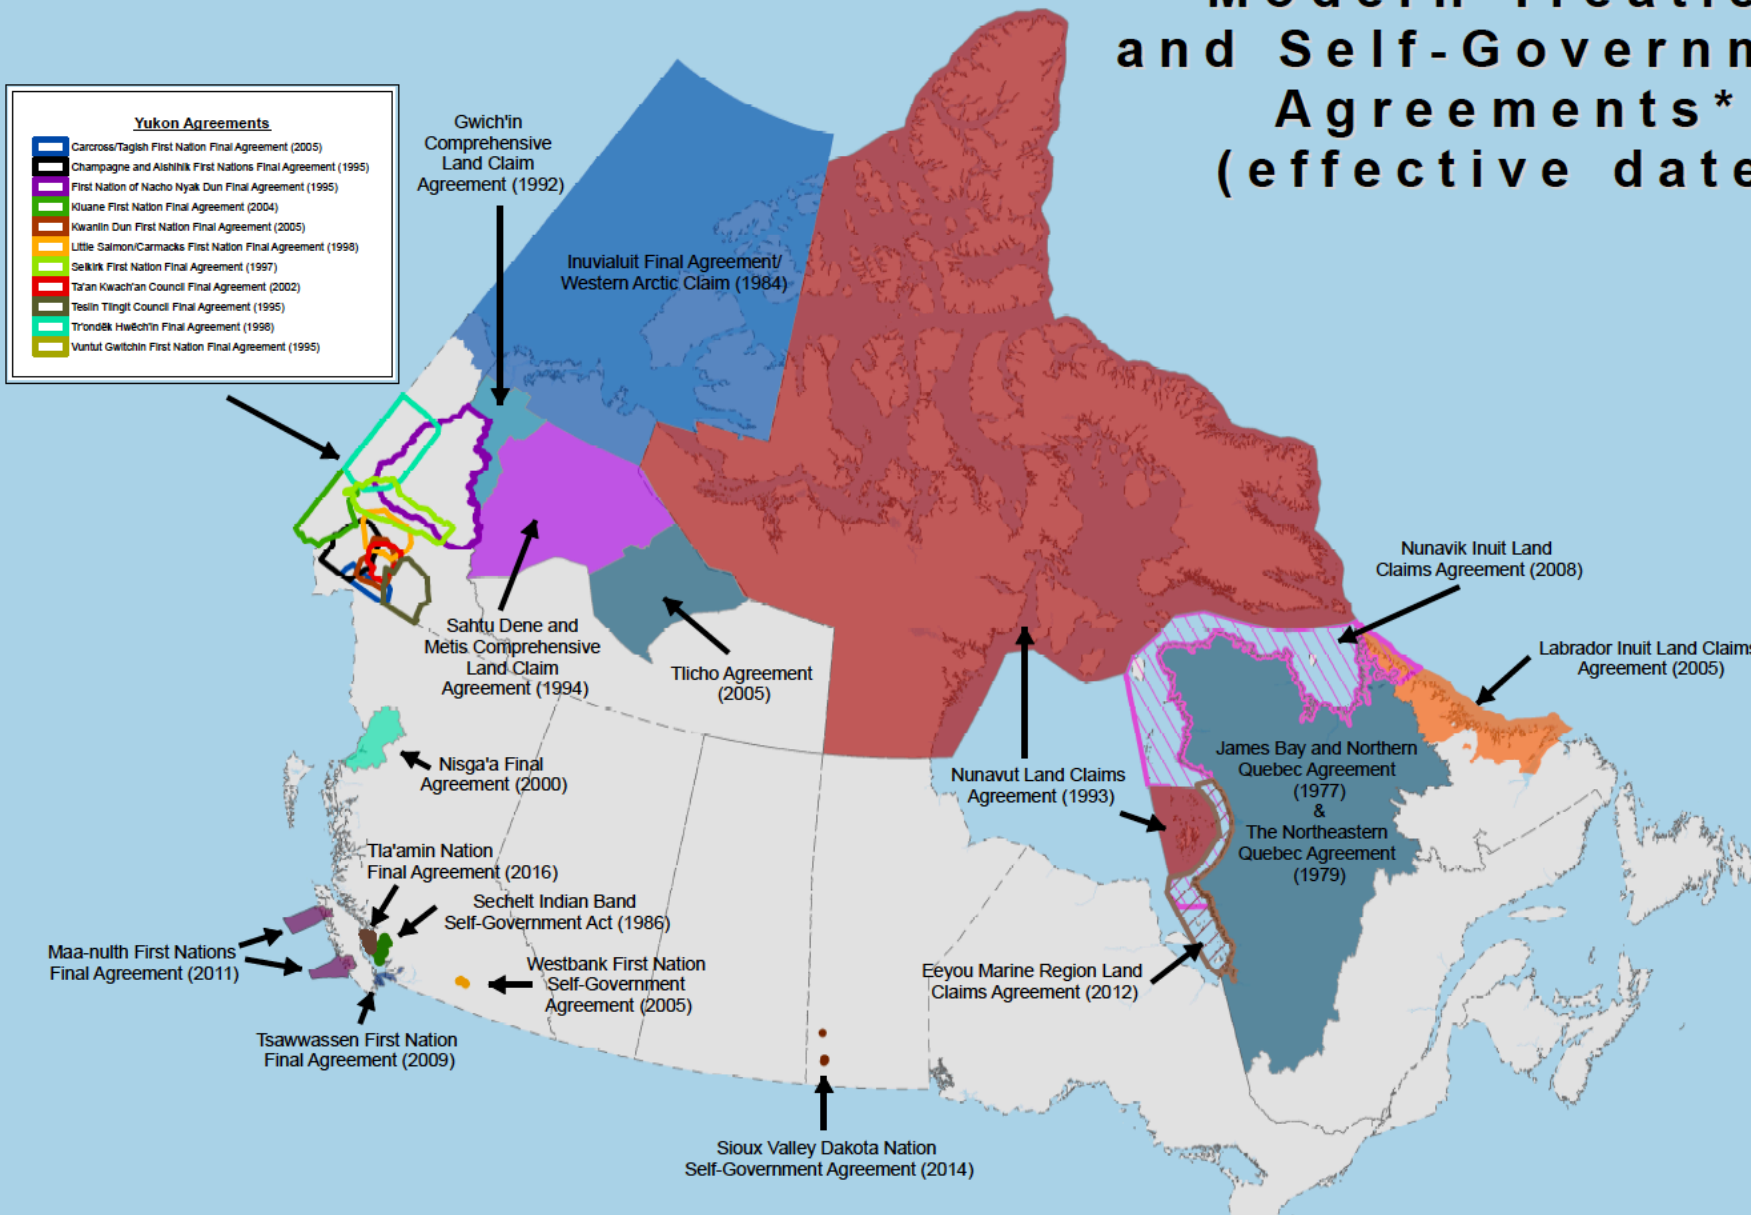 Modern Treatie
and Self-Governm
Agreements*
(effective date
Yukon Agreements
Carcross/Tagish First Nation Final Agreement (2005)
Champagne and Aishihik First Nations Final Agreement (1995)
First Nation of Nacho Nyak Dun Final Agreement (1995)
Kluane First Nation Final Agreement (2004)
Kwanlin Dun First Nation Final Agreement (2005)
Little Salmon/Carmacks First Nation Final Agreement (1998)
Selkirk First Nation Final Agreement (1997)
Ta'an Kwach'an Council Final Agreement (2002)
Teslin Tlingit Council Final Agreement (1995)
Tr'ondëk Hwëch'in Final Agreement (1998)
Vuntut Gwitchin First Nation Final Agreement (1995)
Gwich'in
Comprehensive
Land Claim
Agreement (1992)
Inuvialuit Final Agreement/
Western Arctic Claim (1984)
Nunavik Inuit Land
Claims Agreement (2008)
Labrador Inuit Land Claims
Agreement (2005)
Sahtu Dene and
Metis Comprehensive
Land Claim
Agreement (1994)
Tlicho Agreement
(2005)
Nisga'a Final
Agreement (2000)
Nunavut Land Claims
Agreement (1993)
James Bay and Northern
Quebec Agreement
(1977)
&
The Northeastern
Quebec Agreement
(1979)
Tla'amin Nation
Final Agreement (2016)
Sechelt Indian Band
Self-Government Act (1986)
Maa-nulth First Nations
Final Agreement (2011)
Westbank First Nation
Self-Government
Agreement (2005)
Eeyou Marine Region Land
Claims Agreement (2012)
Tsawwassen First Nation
Final Agreement (2009)
Sioux Valley Dakota Nation
Self-Government Agreement (2014)